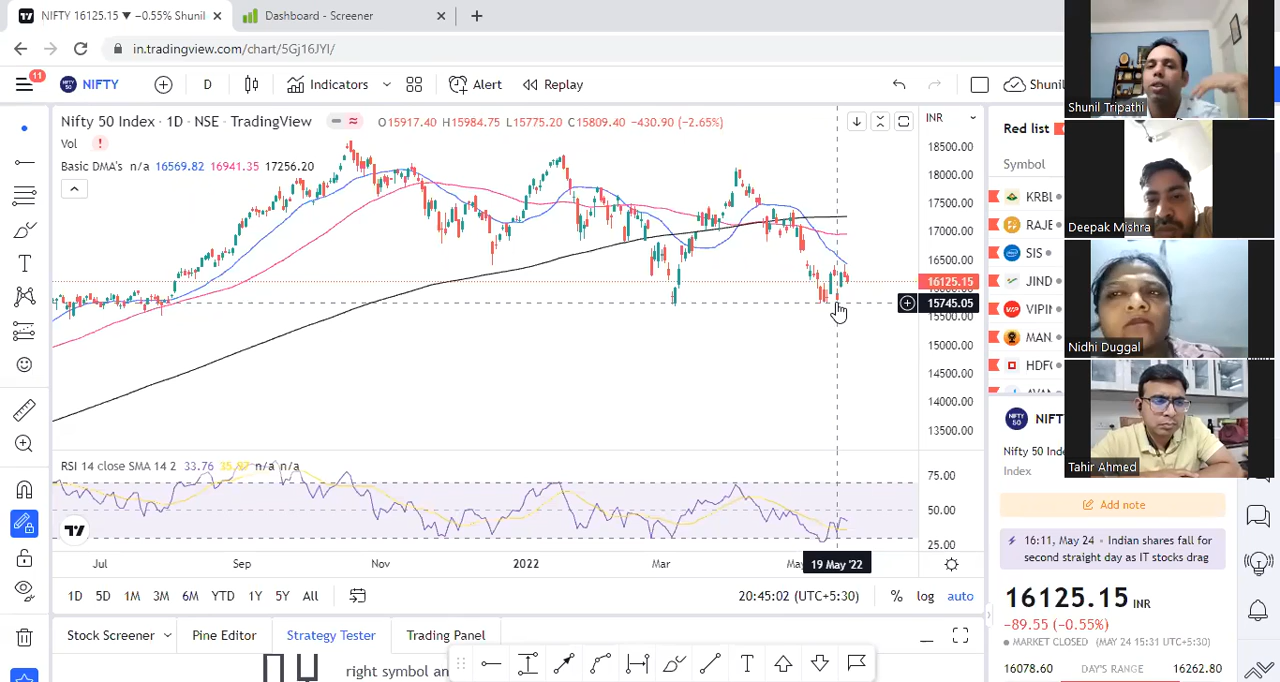 NIFTY 16125.15 ▼ −0.55% Shunil
Dashboard - Screener
in.tradingview.com/chart/5Gj16JYI/
11
NIFTY
D
Indicators
Alert
Replay
Shunil
Nifty 50 Index · 1D · NSE · TradingView
O15917.40 H15984.75 L15775.20 C15809.40 −430.90 (−2.65%)
Vol
Basic DMA's n/a 16569.82 16941.35 17256.20
INR
18500.00
18000.00
17500.00
17000.00
16500.00
16125.15
15745.05
15000.00
14500.00
14000.00
13500.00
RSI 14 close SMA 14 2 33.76 n/a n/a
75.00
50.00
25.00
Jul
Sep
Nov
2022
Mar
19 May '22
1D 5D 1M 3M 6M YTD 1Y 5Y All
20:45:02 (UTC+5:30)
% log auto
Stock Screener
Pine Editor
Strategy Tester
Trading Panel
right symbol an
Red list
Symbol
KRBL
RAJE
SIS
JIND
VIPIN
MAN
HDFC
NIFT
Nifty 50 Inde
Index
Add note
16:11, May 24 • Indian shares fall for
second straight day as IT stocks drag
16125.15 INR
−89.55 (−0.55%)
MARKET CLOSED (MAY 24 15:31 UTC+5:30)
16078.60 DAY'S RANGE 16262.80
Shunil Tripathi
Deepak Mishra
Nidhi Duggal
Tahir Ahmed